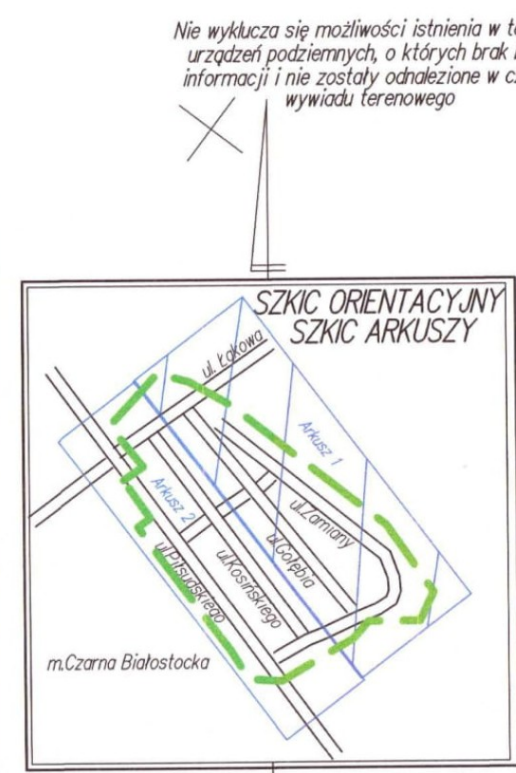 Nie wyklucza się możliwości istnienia w
urządzeń podziemnych, o których brak
informacji i nie zostały odnalezione w
wywiadu terenowego
SZKIC ORIENTACYJNY
SZKIC ARKUSZY
ul. Łąkowa
Arkusz 1
Arkusz 2
ul.Zamiany
ul.Gołębia
ul.Kosińskiego
ul.Piłsudskiego
m.Czarna Białostocka